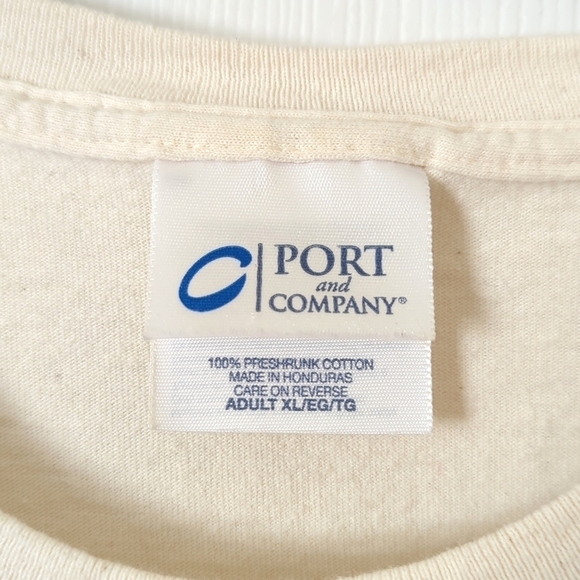 PORT
and
COMPANY®
100% PRESHRUNK COTTON
MADE IN HONDURAS
CARE ON REVERSE
ADULT XL/EG/TG